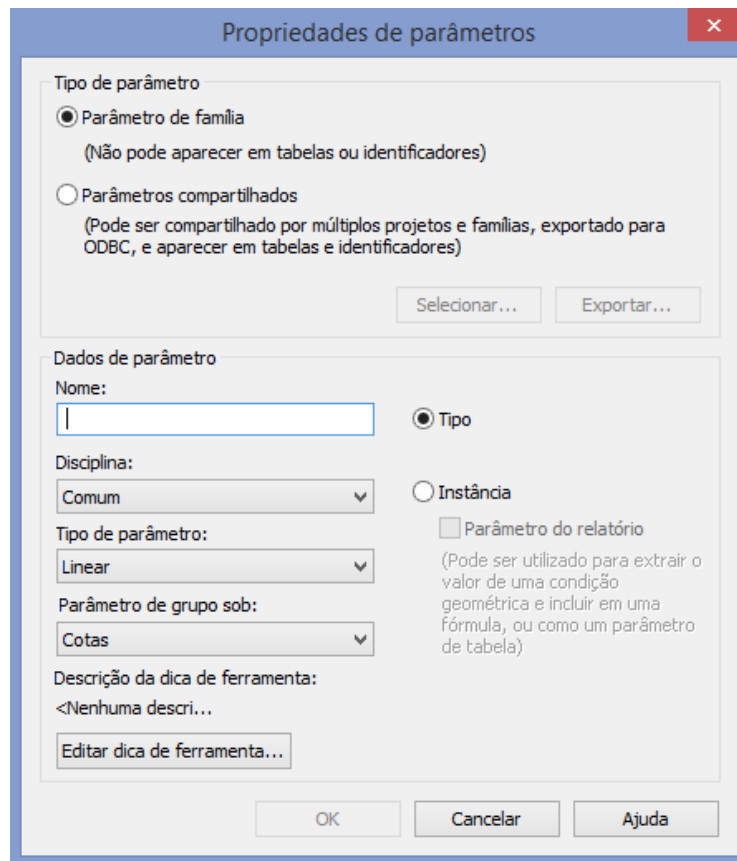 Propriedades de parâmetros
Tipo de parâmetro
Parâmetro de família
(Não pode aparecer em tabelas ou identificadores)
Parâmetros compartilhados
(Pode ser compartilhado por múltiplos projetos e famílias, exportado para
ODBC, e aparecer em tabelas e identificadores)
Selecionar...
Exportar...
Dados de parâmetro
Nome:
Tipo
Disciplina:
Comum
Instância
Parâmetro do relatório
(Pode ser utilizado para extrair o
valor de uma condição
geométrica e incluir em uma
fórmula, ou como um parâmetro
de tabela)
Tipo de parâmetro:
Linear
Parâmetro de grupo sob:
Cotas
Descrição da dica de ferramenta:
<Nenhuma descri...
Editar dica de ferramenta...
OK
Cancelar
Ajuda